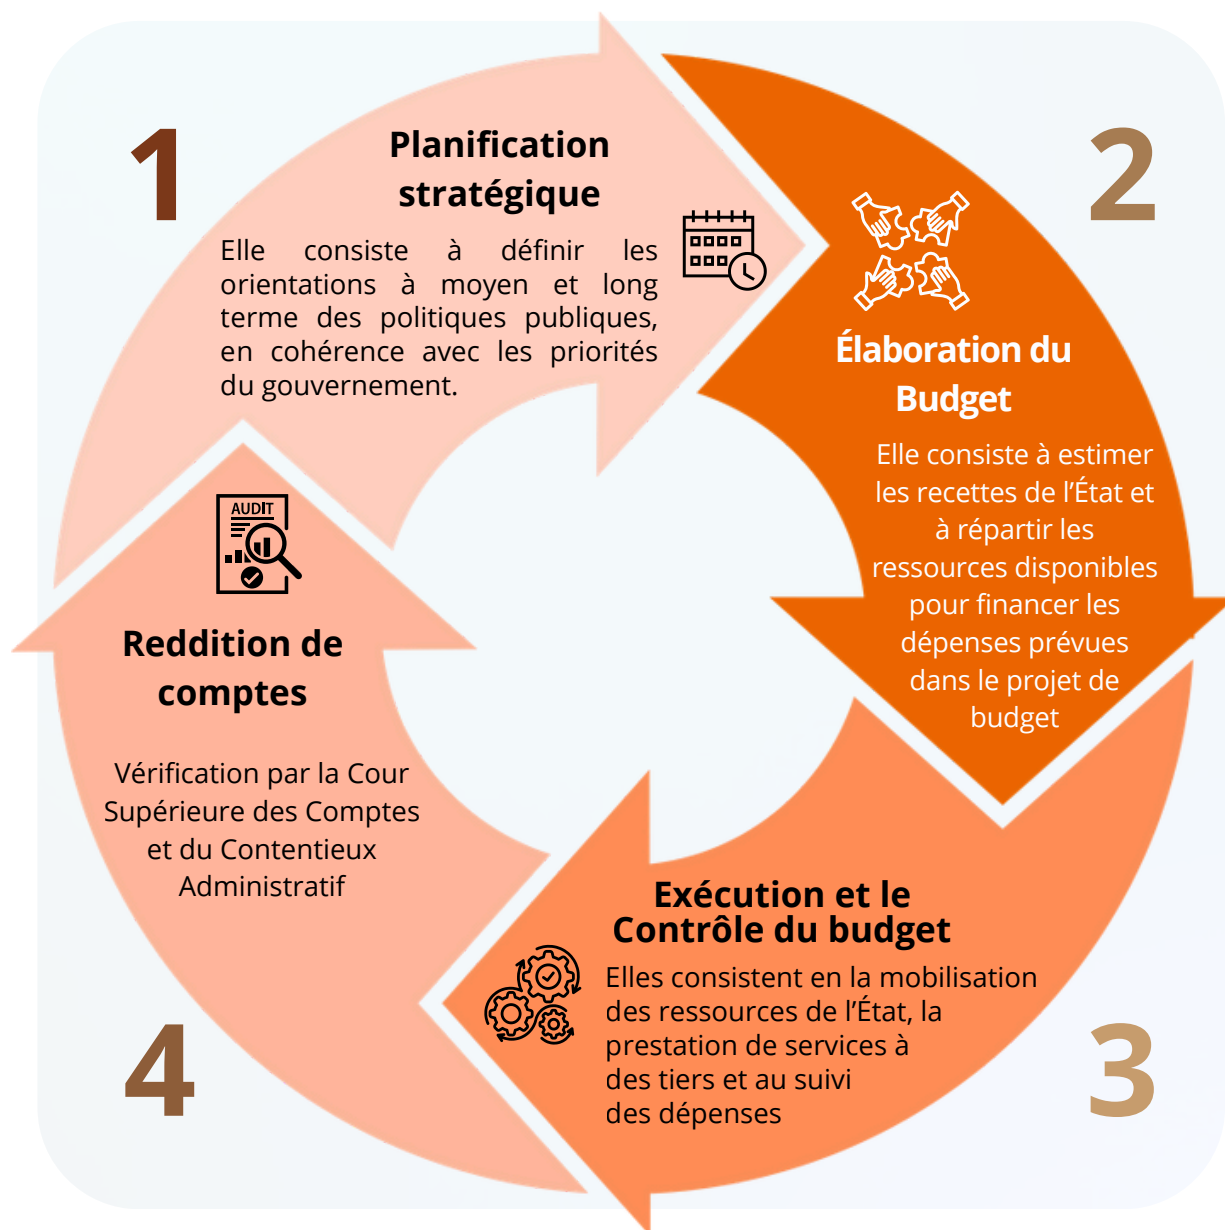 1
Planification
stratégique
Elle consiste à définir les
orientations à moyen et long
terme des politiques publiques,
en cohérence avec les priorités
du gouvernement.
2
Élaboration du
Budget
Elle consiste à estimer
les recettes de l’État et
à répartir les
ressources disponibles
pour financer les
dépenses prévues
dans le projet de
budget
3
Exécution et le
Contrôle du budget
Elles consistent en la mobilisation
des ressources de l’État, la
prestation de services à
des tiers et au suivi
des dépenses
4
AUDIT
Reddition de
comptes
Vérification par la Cour
Supérieure des Comptes
et du Contentieux
Administratif